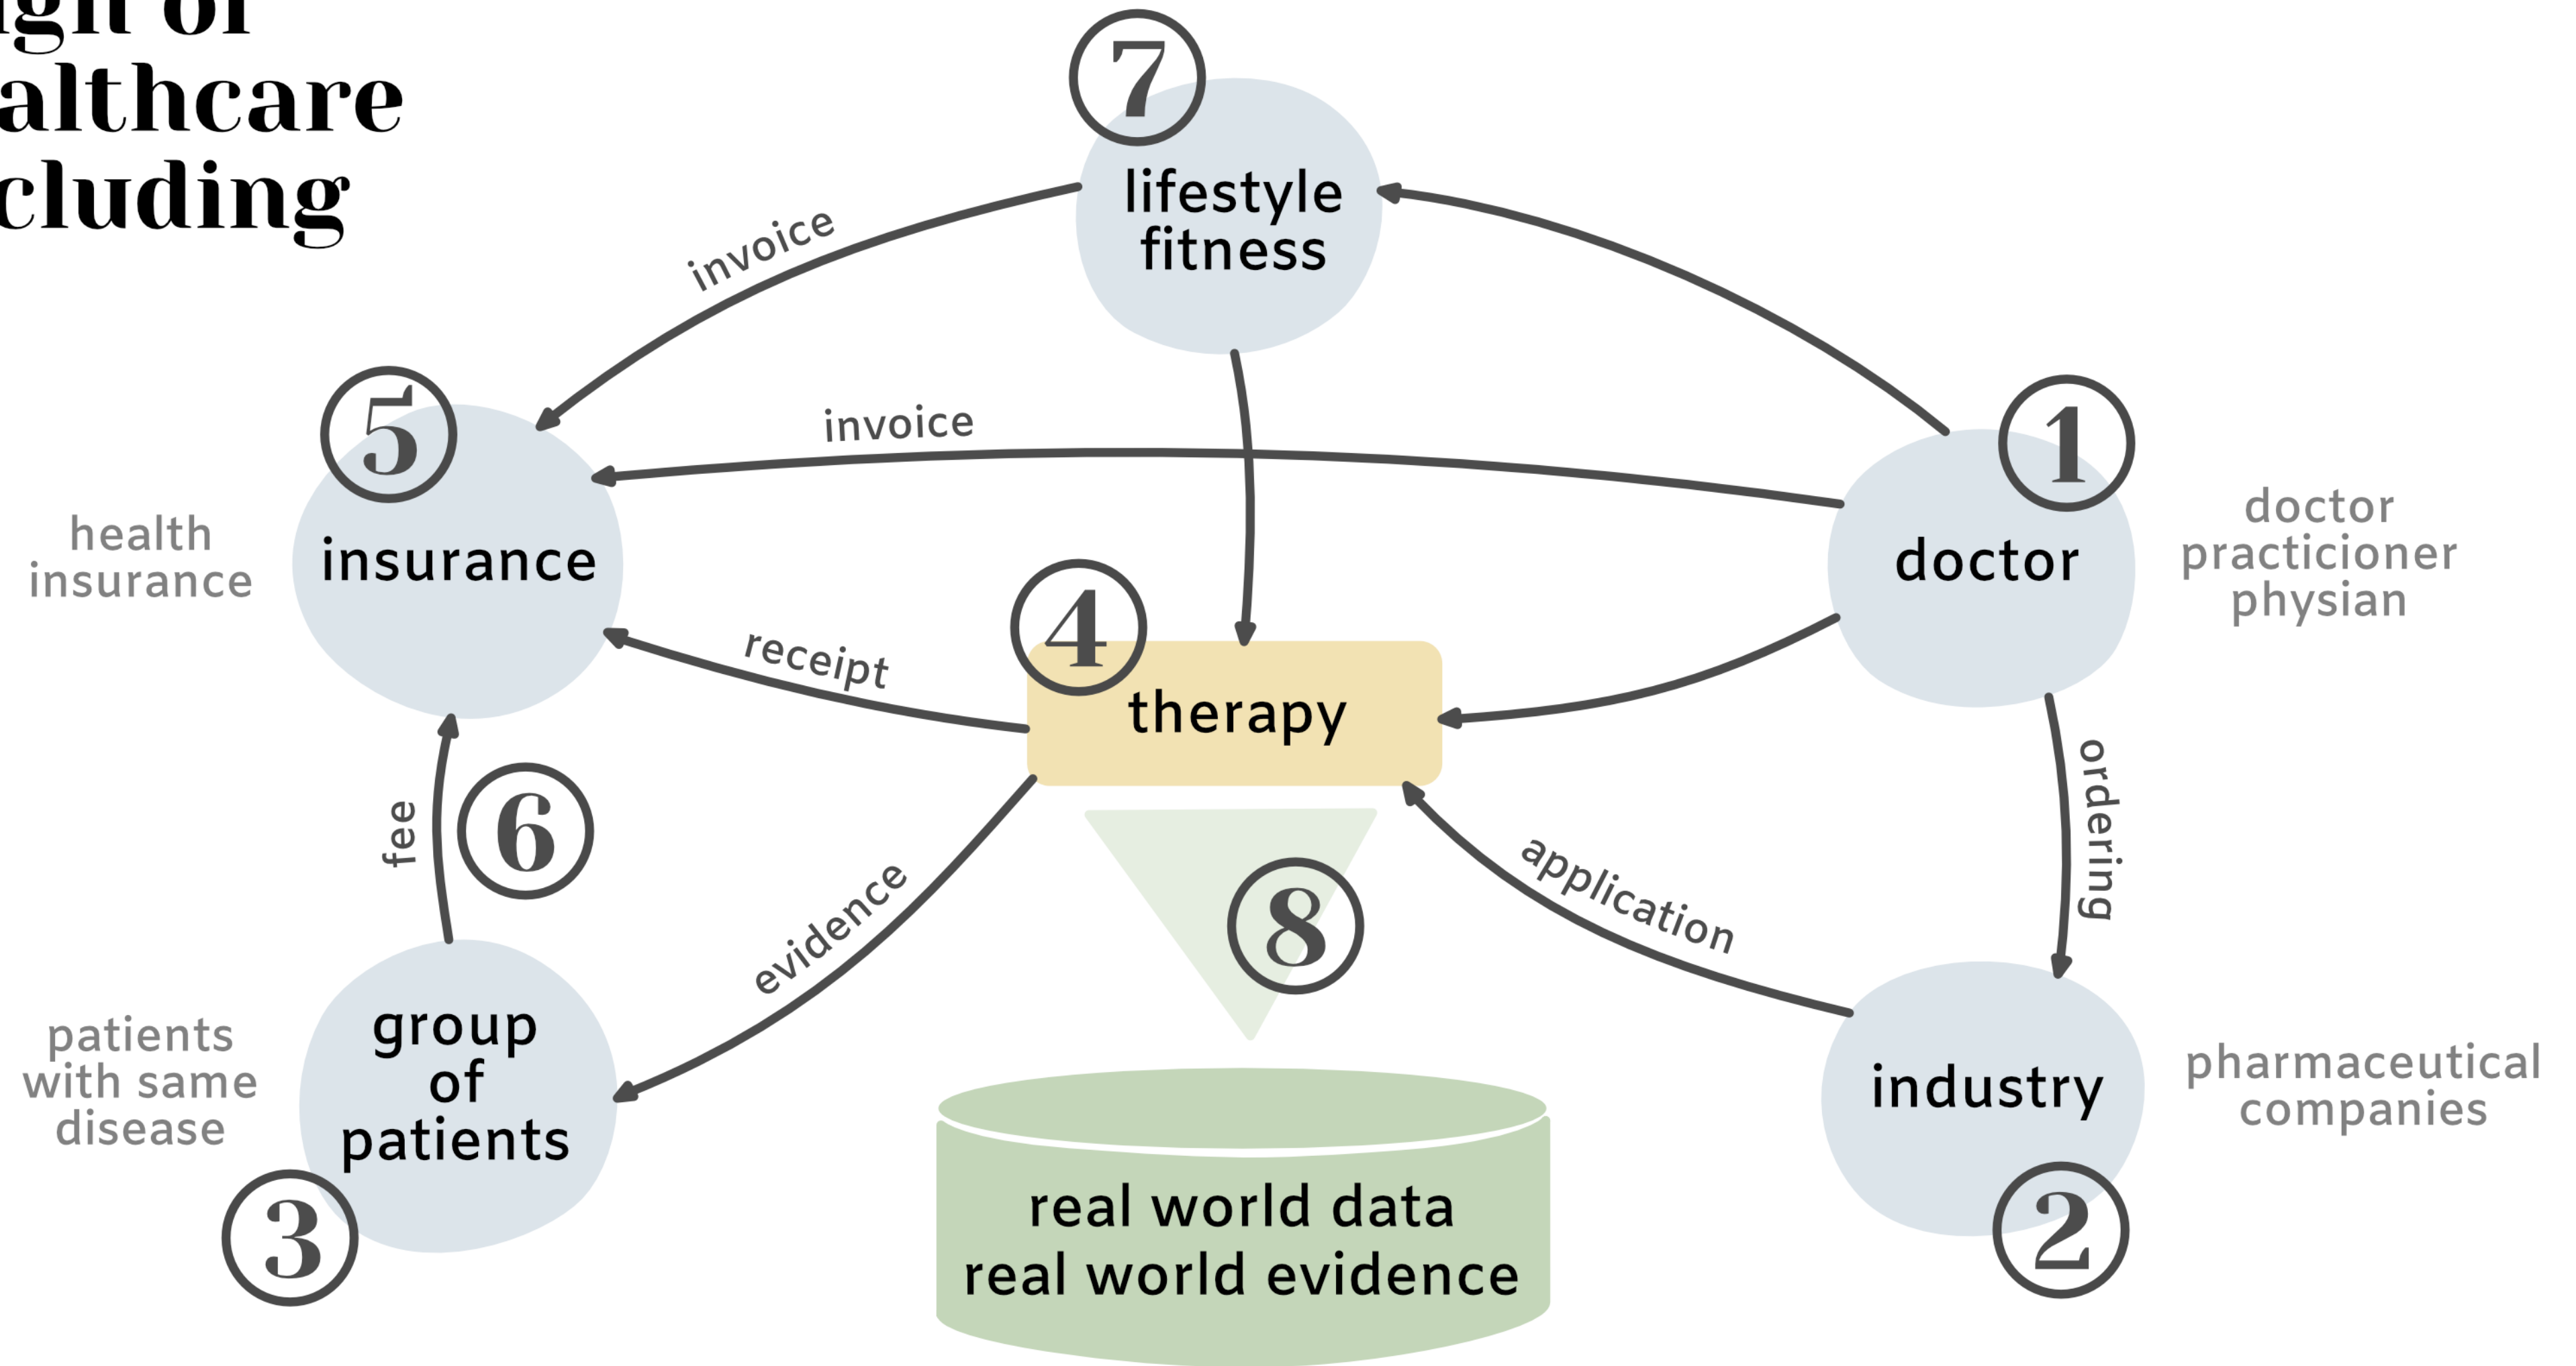 ign of
althcare
cluding
7
lifestyle
fitness
invoice
invoice
5
insurance
health
insurance
1
doctor
doctor
practicioner
physian
4
therapy
receipt
fee
6
evidence
8
application
ordering
group
of
patients
patients
with same
disease
3
industry
pharmaceutical
companies
2
real world data
real world evidence